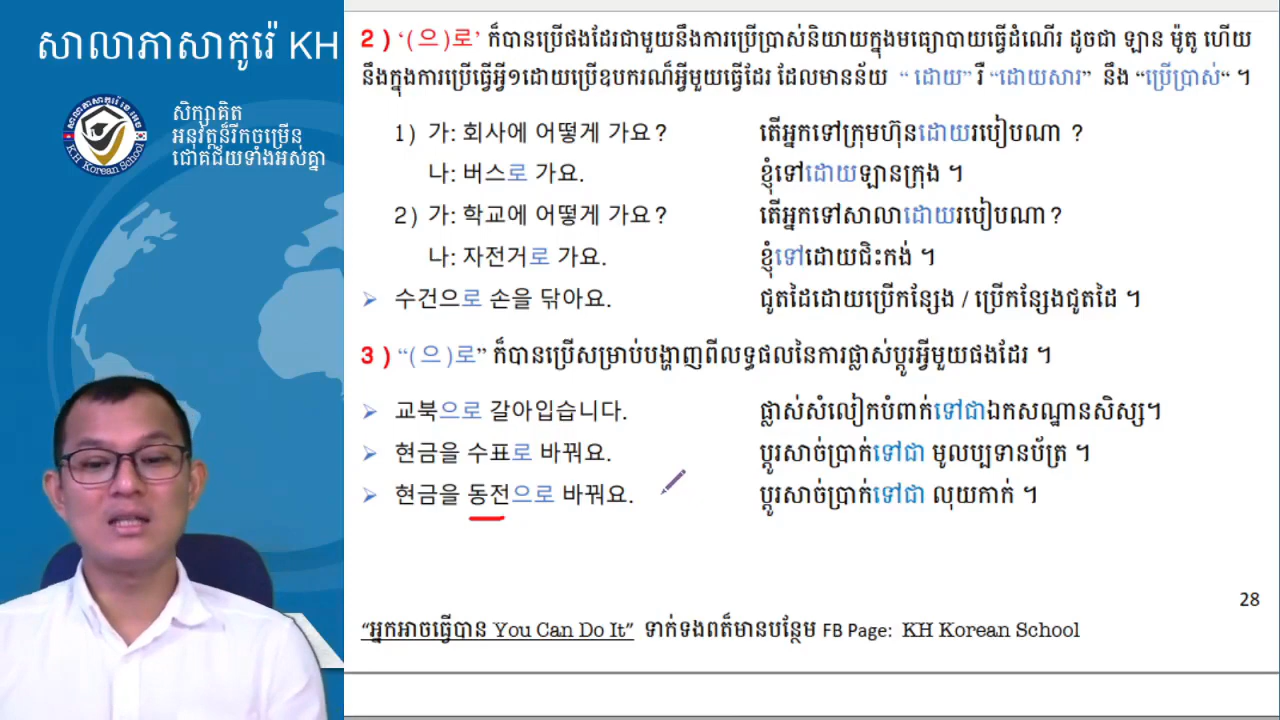 សាលាភាសាកូរ៉េ KH
សិក្សាគិត
អនុវត្តន៍រីកចម្រើន
ជោគជ័យទាំងអស់គ្នា
KH Korean School
2 ) ‘(으)로’ ក៏បានប្រើផងដែរជាមួយនឹងការប្រើប្រាស់និយាយក្នុងមធ្យោបាយធ្វើដំណើរ ដូចជា ឡាន ម៉ូតូ ហើយ
នឹងក្នុងការប្រើធ្វើអ្វី១ដោយប្រើឧបករណ៏អ្វីមួយធ្វើដែរ ដែលមានន័យ “ ដោយ” រឺ “ដោយសារ” នឹង “ប្រើប្រាស់“ ។
1) 가: 회사에 어떻게 가요? តើអ្នកទៅក្រុមហ៊ុនដោយរបៀបណា ?
나: 버스로 가요. ខ្ញុំទៅដោយឡានក្រុង ។
2) 가: 학교에 어떻게 가요? តើអ្នកទៅសាលាដោយរបៀបណា?
나: 자전거로 가요. ខ្ញុំទៅដោយជិះកង់ ។
➢ 수건으로 손을 닦아요. ជូតដៃដោយប្រើកន្សែង / ប្រើកន្សែងជូតដៃ ។
3 ) “(으)로” ក៏បានប្រើសម្រាប់បង្ហាញពីលទ្ធផលនៃការផ្លាស់ប្តូរអ្វីមួយផងដែរ ។
➢ 교북으로 갈아입습니다. ផ្លាស់សំលៀកបំពាក់ទៅជាឯកសណ្ឋានសិស្ស។
➢ 현금을 수표로 바꿔요. ប្តូរសាច់ប្រាក់ទៅជា មូលប្បទានប័ត្រ ។
➢ 현금을 동전으로 바꿔요. ប្តូរសាច់ប្រាក់ទៅជា លុយកាក់ ។
28
“អ្នកអាចធ្វើបាន You Can Do It” ទាក់ទងពត៏មានបន្ថែម FB Page: KH Korean School